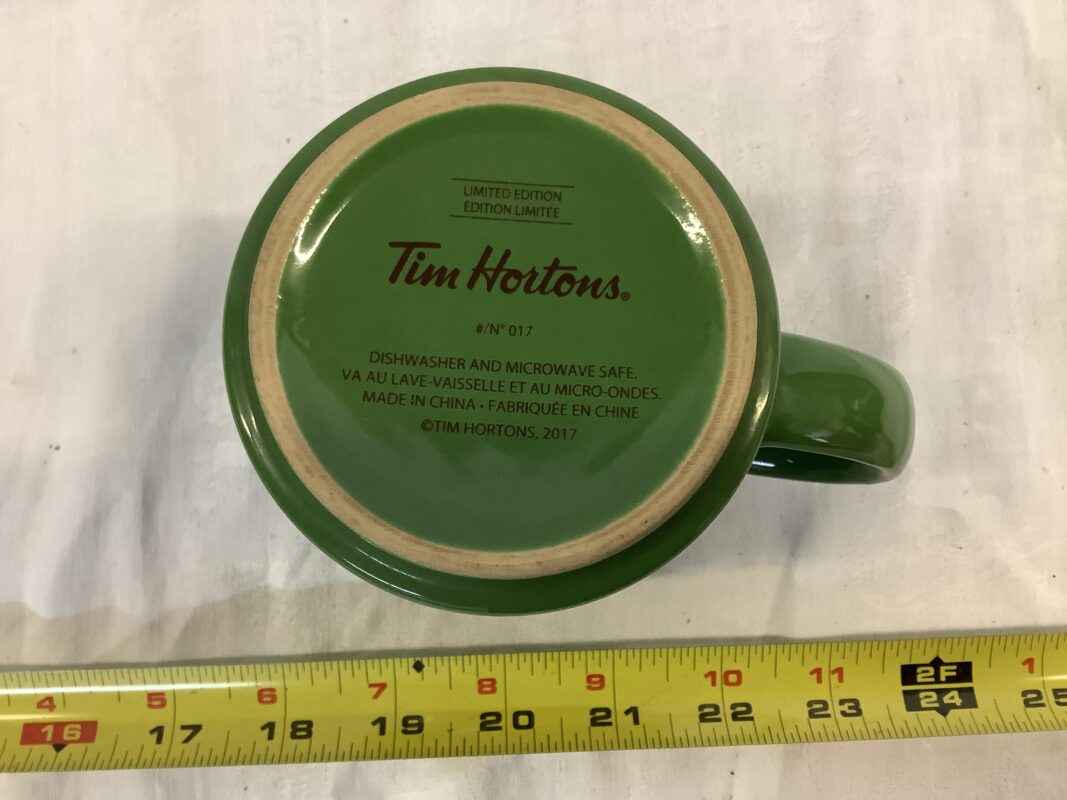 LIMITED EDITION
ÉDITION LIMITÉE
Tim Hortons®
#/N° 017
DISHWASHER AND MICROWAVE SAFE.
VA AU LAVE-VAISSELLE ET AU MICRO-ONDES.
MADE IN CHINA • FABRIQUÉE EN CHINE
©TIM HORTONS, 2017
4 5 6 7 8 9 10 11 2F 1
16 17 18 19 20 21 22 23 24 25